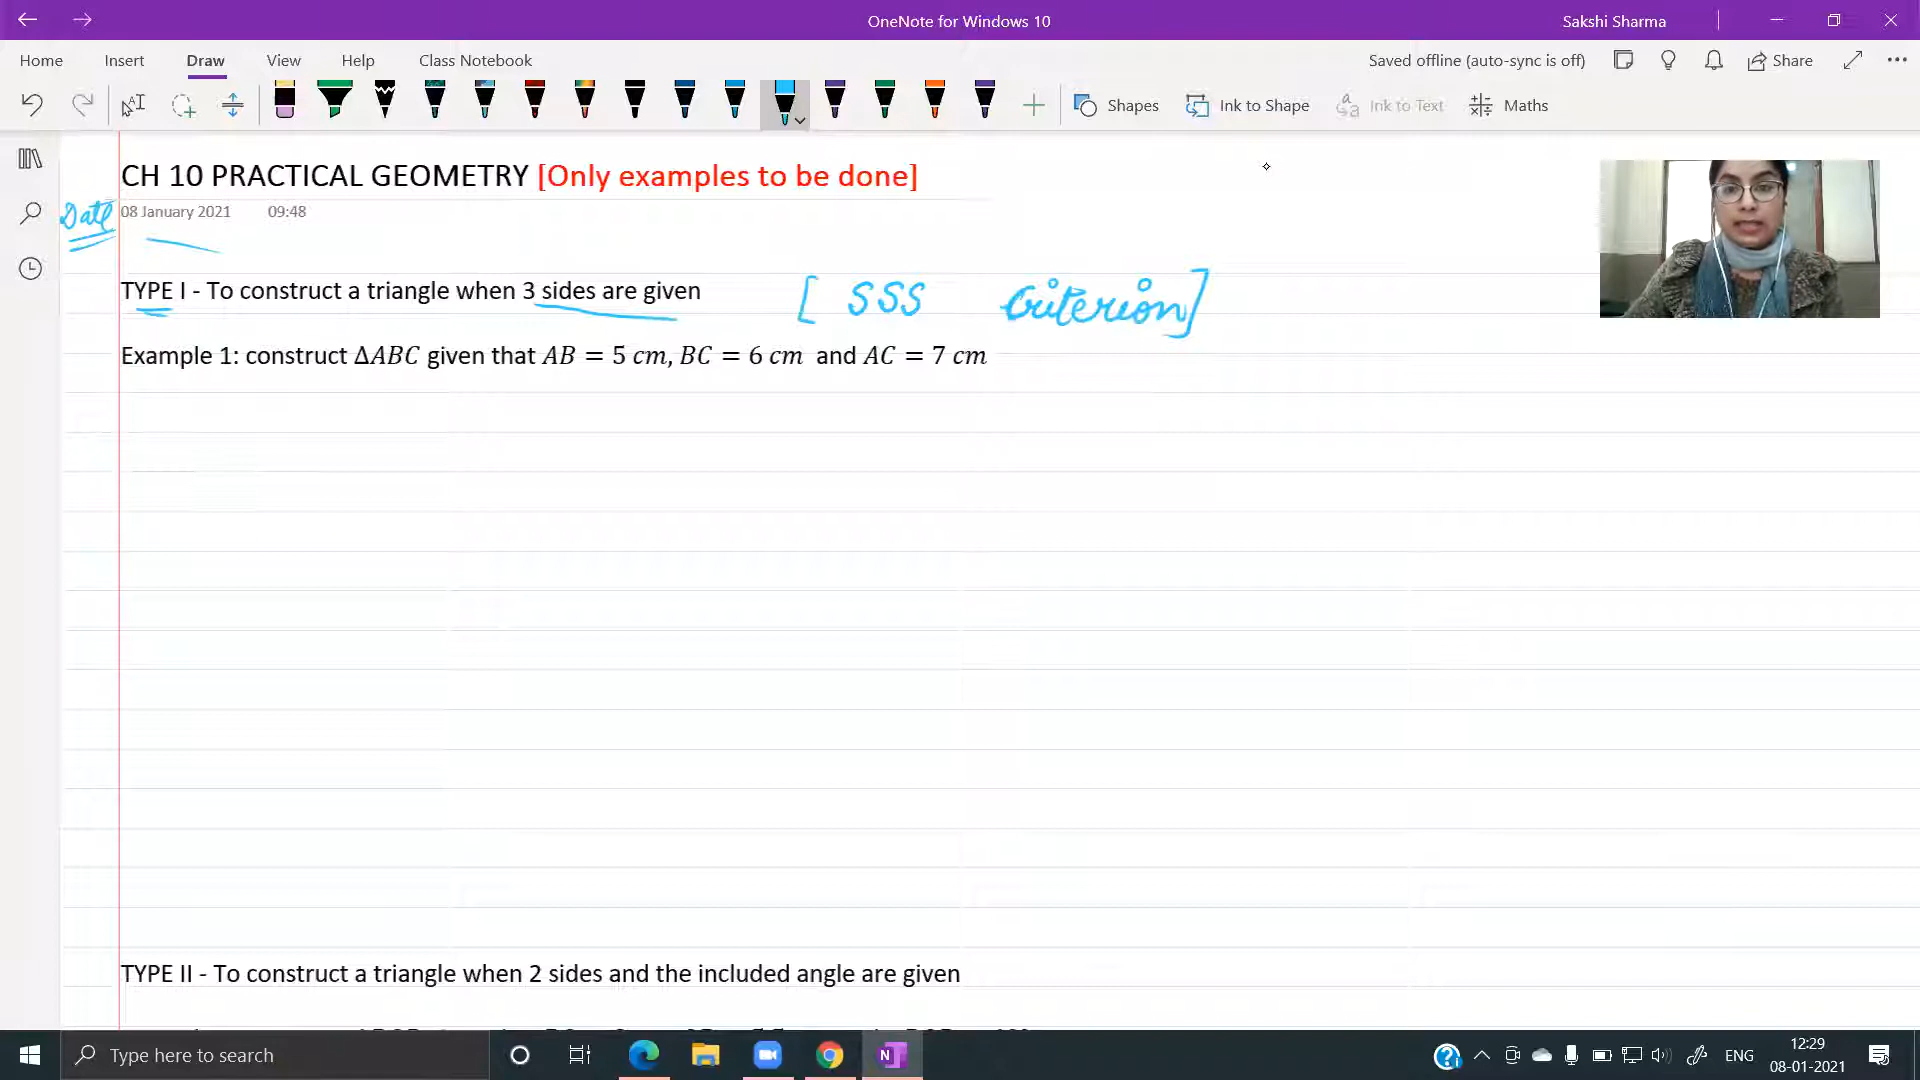 OneNote for Windows 10
Sakshi Sharma
Home Insert Draw View Help Class Notebook
Saved offline (auto-sync is off) Share
Shapes Ink to Shape Ink to Text Maths
CH 10 PRACTICAL GEOMETRY [Only examples to be done]
Date 08 January 2021 09:48
TYPE I - To construct a triangle when 3 sides are given [SSS Criterion]
Example 1: construct ΔABC given that AB = 5 cm, BC = 6 cm and AC = 7 cm
TYPE II - To construct a triangle when 2 sides and the included angle are given
Type here to search
ENG
12:29
08-01-2021